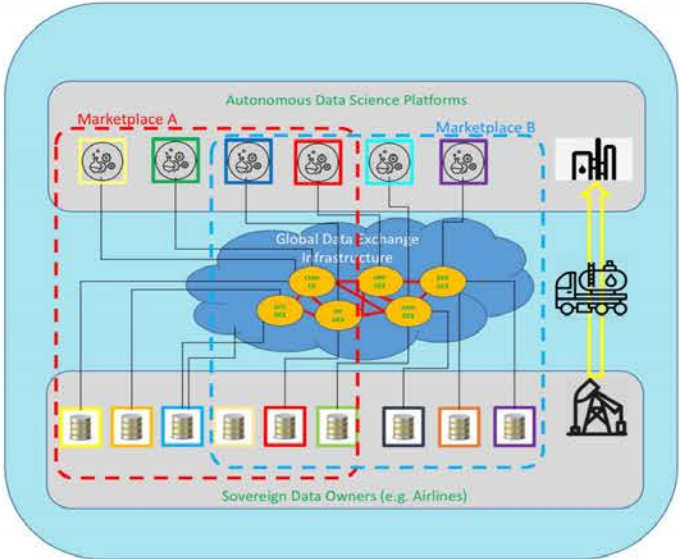 Autonomous Data Science Platforms
Marketplace A
Marketplace B
Global Data Exchange
Infrastructure
Sovereign Data Owners (e.g. Airlines)